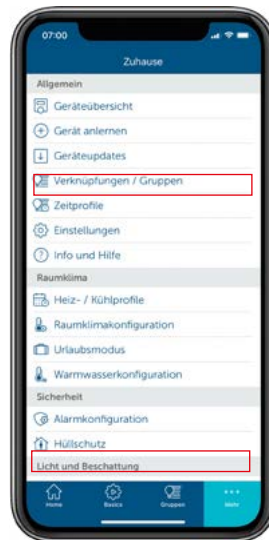 07:00
Zuhause
Allgemein
Geräteübersicht
Gerät anlernen
Geräteupdates
Verknüpfungen / Gruppen
Zeitprofile
Einstellungen
Info und Hilfe
Raumklima
Heiz- / Kühlprofile
Raumklimakonfiguration
Urlaubsmodus
Warmwasserkonfiguration
Sicherheit
Alarmkonfiguration
Hüllschutz
Licht und Beschattung
Home Basics Gruppen Mehr